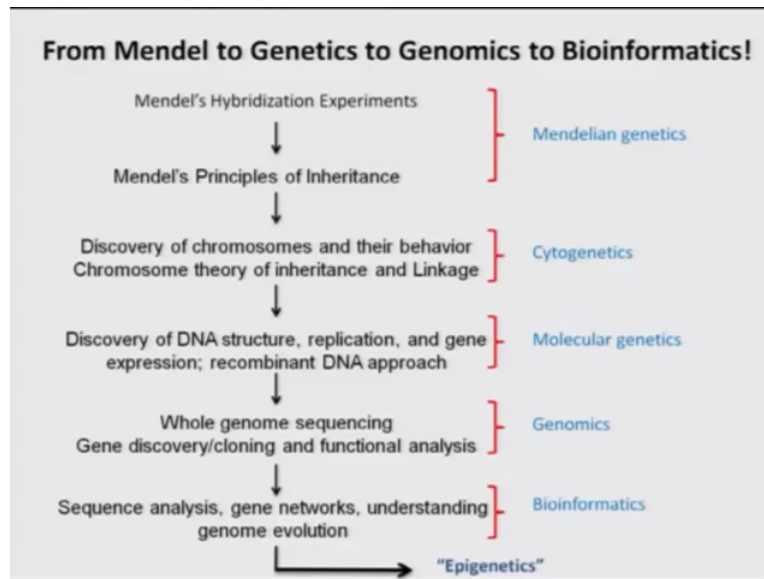 From Mendel to Genetics to Genomics to Bioinformatics!
Mendel's Hybridization Experiments
Mendelian genetics
Mendel's Principles of Inheritance
Discovery of chromosomes and their behavior
Chromosome theory of inheritance and Linkage
Cytogenetics
Discovery of DNA structure, replication, and gene
expression; recombinant DNA approach
Molecular genetics
Whole genome sequencing
Gene discovery/cloning and functional analysis
Genomics
Sequence analysis, gene networks, understanding
genome evolution
Bioinformatics
"Epigenetics"